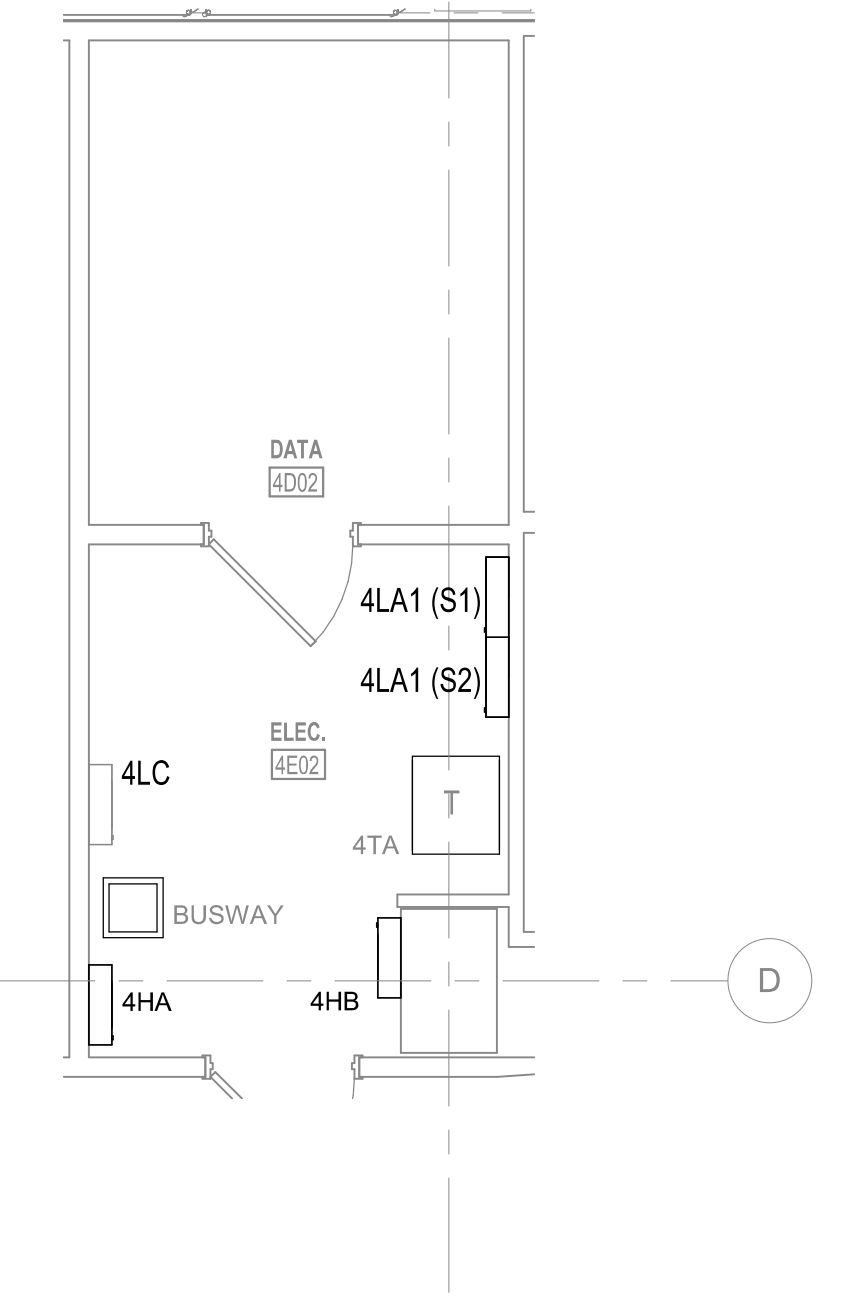 DATA
4D02
4LA1 (S1)
4LA1 (S2)
ELEC.
4E02
4LC
T
4TA
BUSWAY
D
4HA
4HB